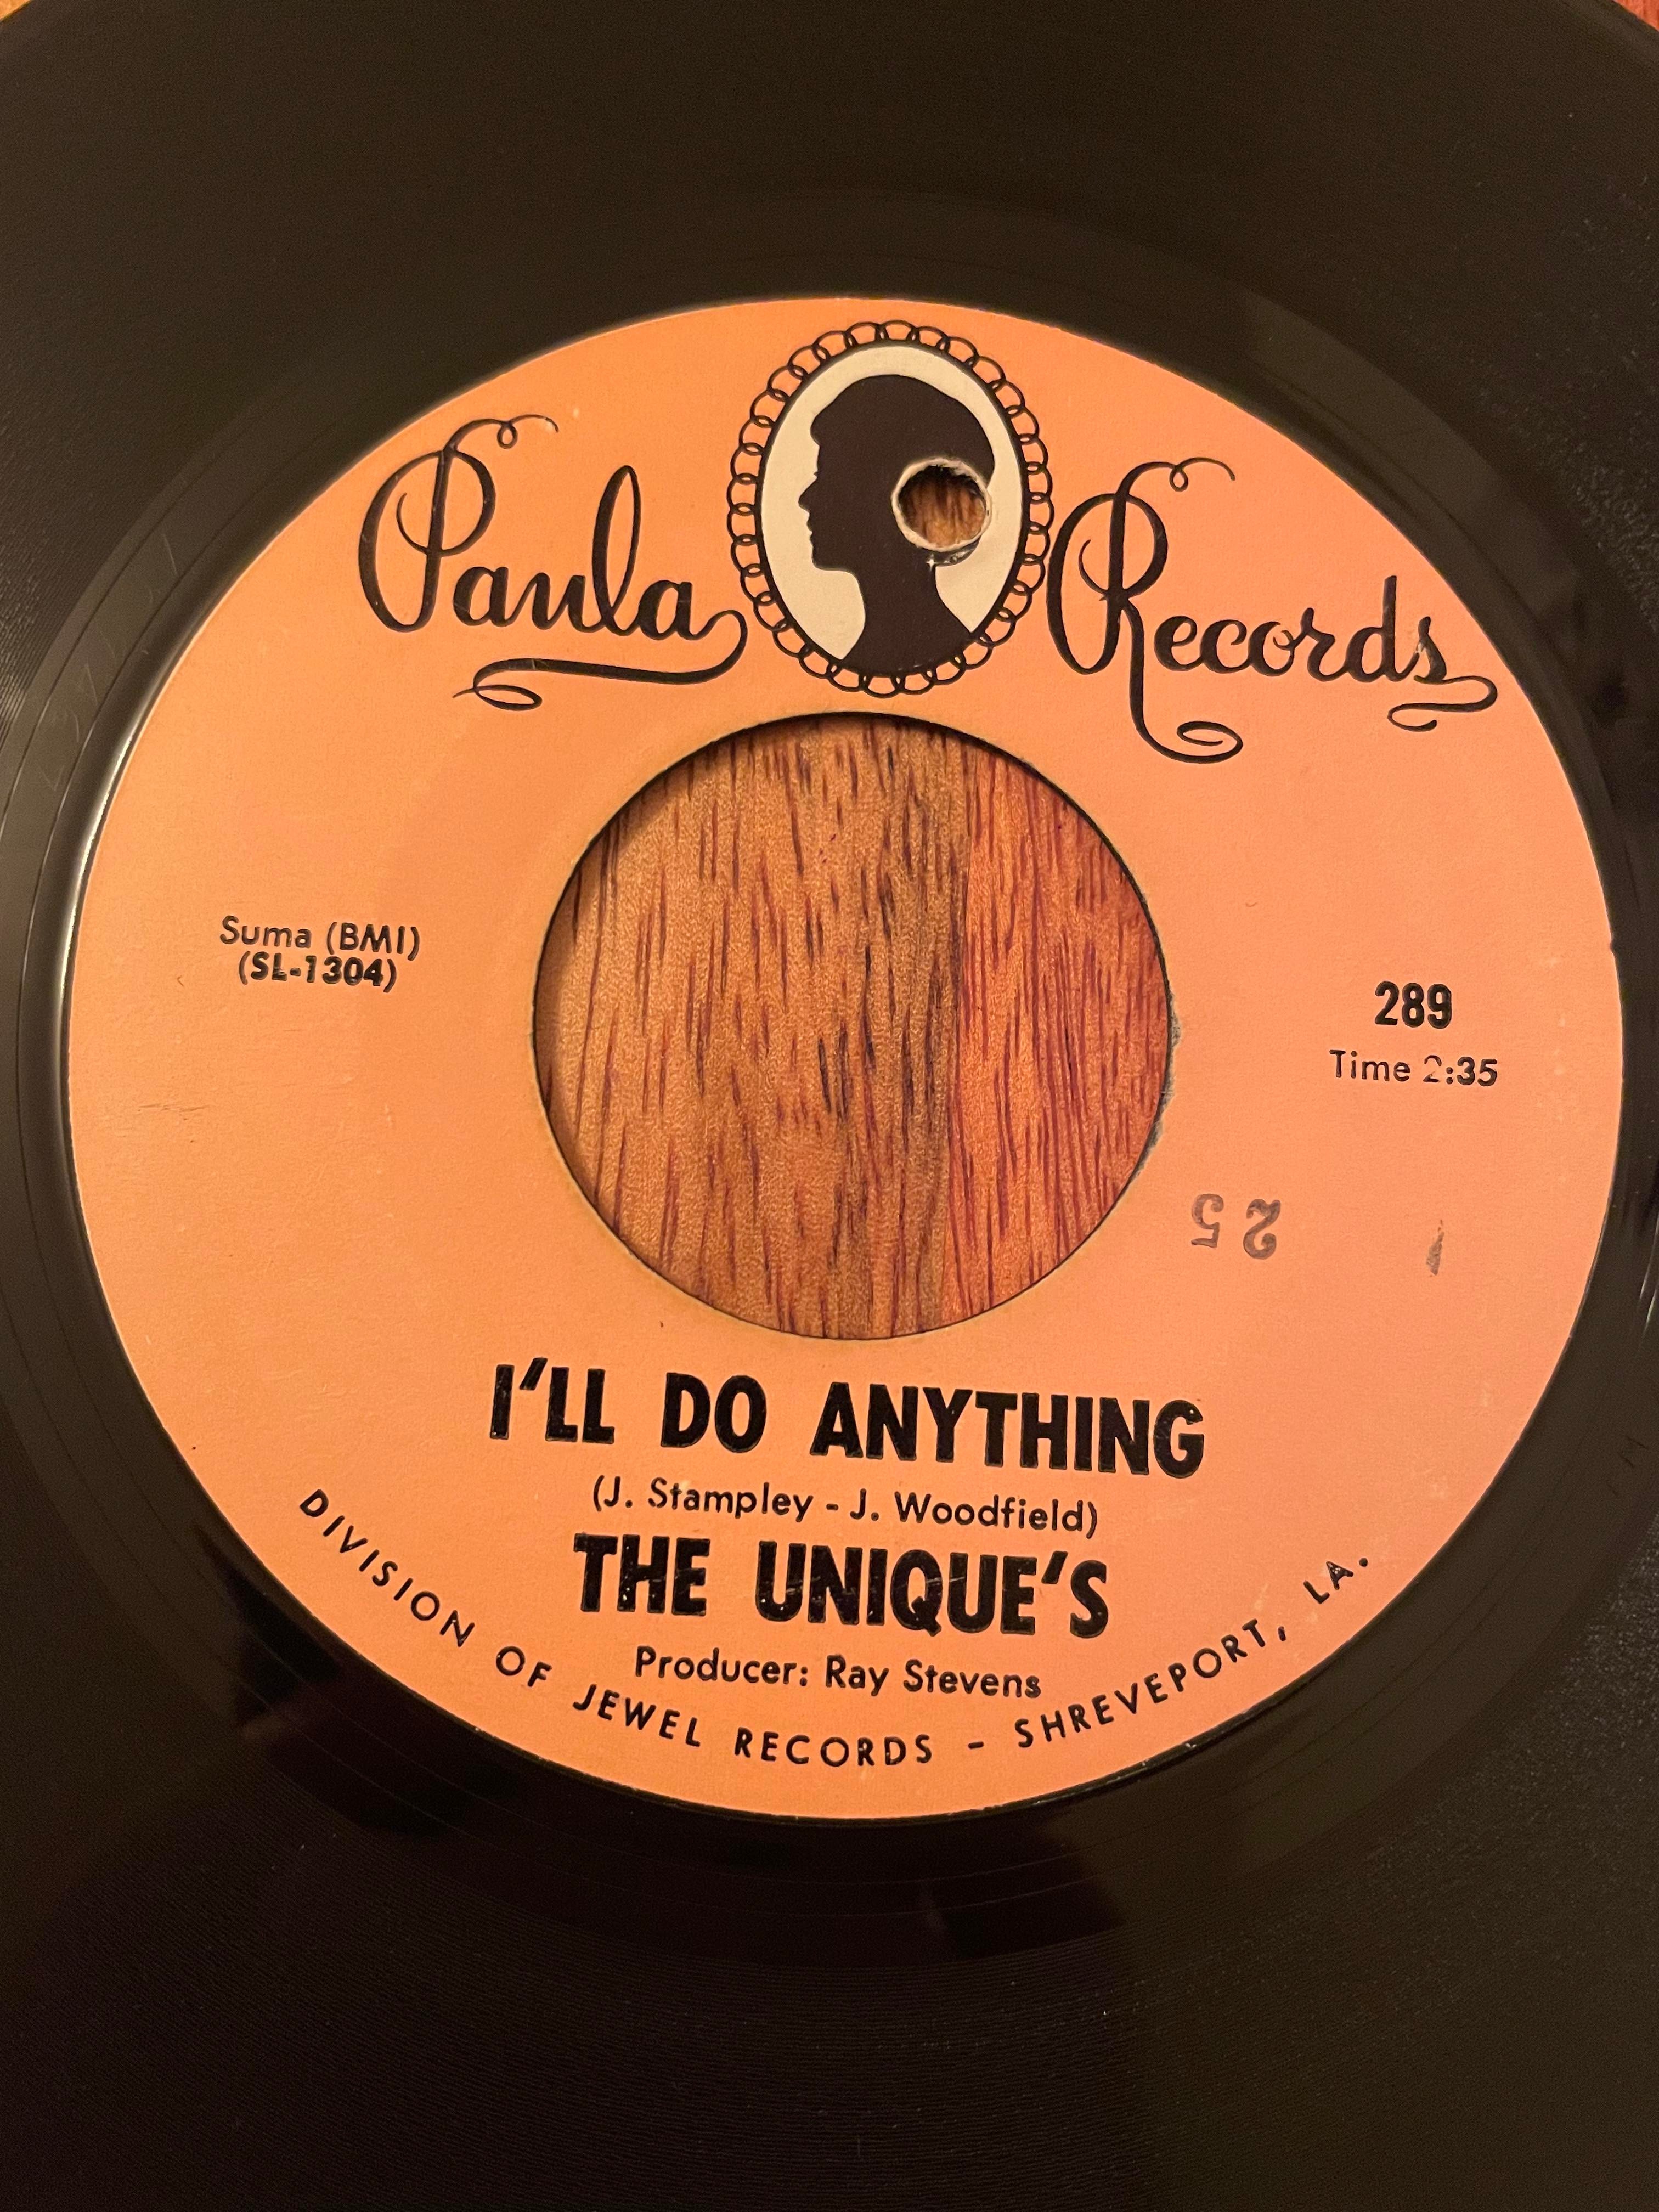 Paula Records
Suma (BMI)
(SL-1304)
289
Time 2:35
25
I'LL DO ANYTHING
(J. Stampley - J. Woodfield)
THE UNIQUE'S
Producer: Ray Stevens
DIVISION OF JEWEL RECORDS - SHREVEPORT, LA.